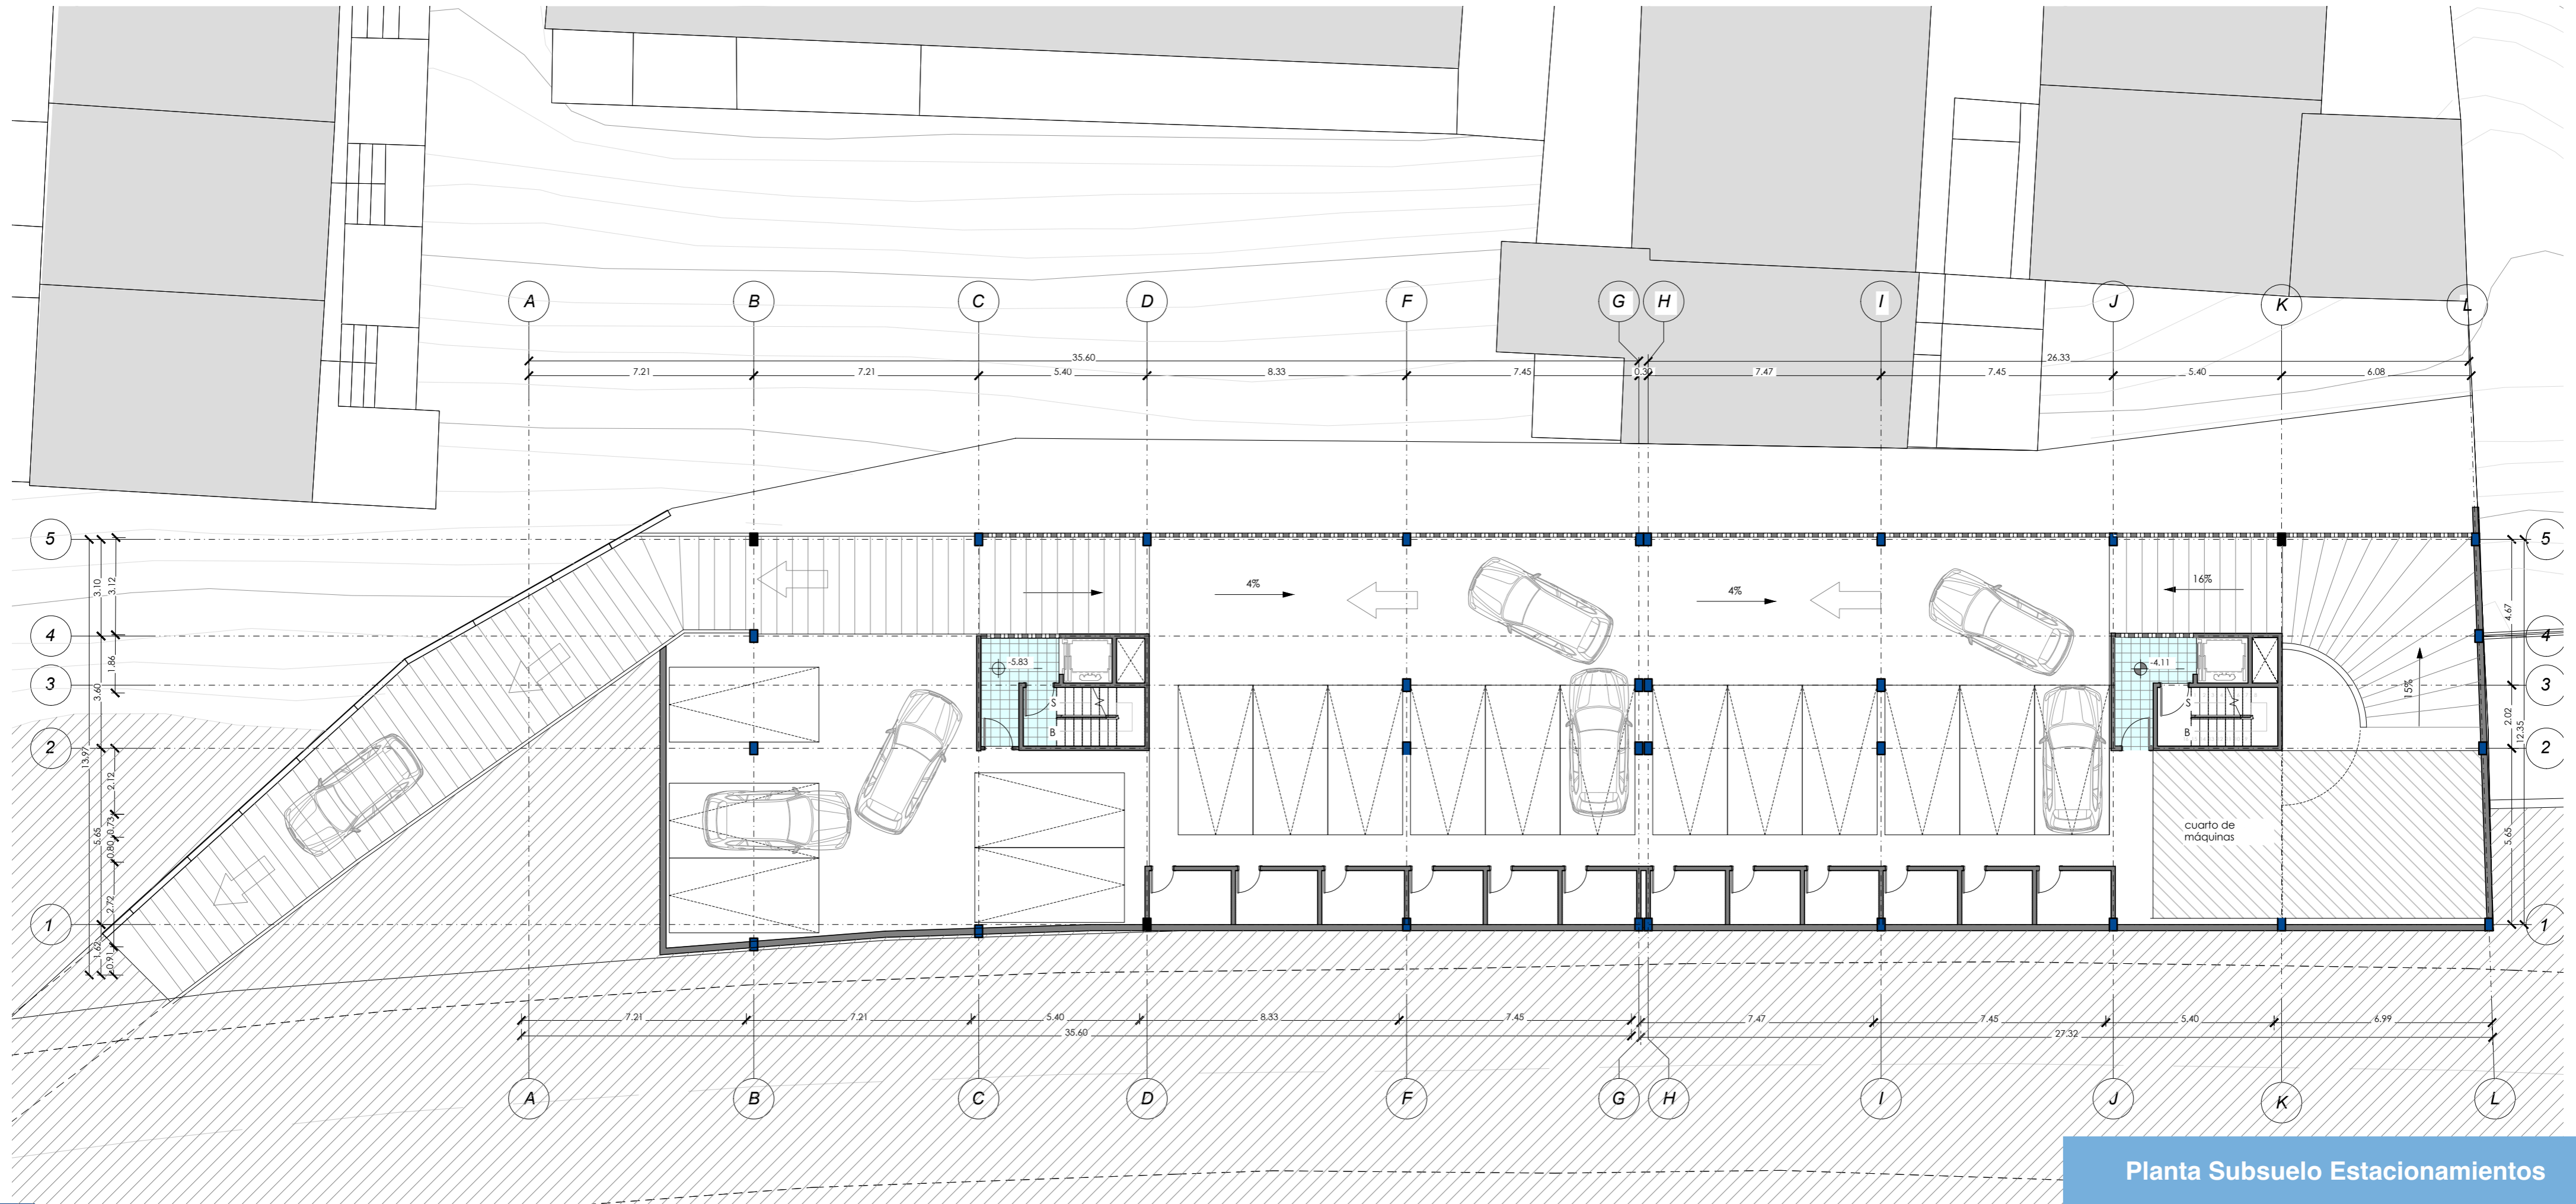 A B C D F G H I J K L
35.60 26.33
7.21 7.21 5.40 8.33 7.45 0.30 7.47 7.45 5.40 6.08
5 5
3.10 3.12
4% 4% 16%
4 4
4.67
-5.83 -4.11
1.86
3 3
3.60
S S
15%
2.02
B B
12.35
2 2
13.97
2.12
0.73
5.65
0.80
cuarto de
máquinas
5.65
2.72
1 1
1.62
0.91
7.21 7.21 5.40 8.33 7.45 7.47 7.45 5.40 6.99
35.60 27.32
A B C D F G H I J K L
Planta Subsuelo Estacionamientos